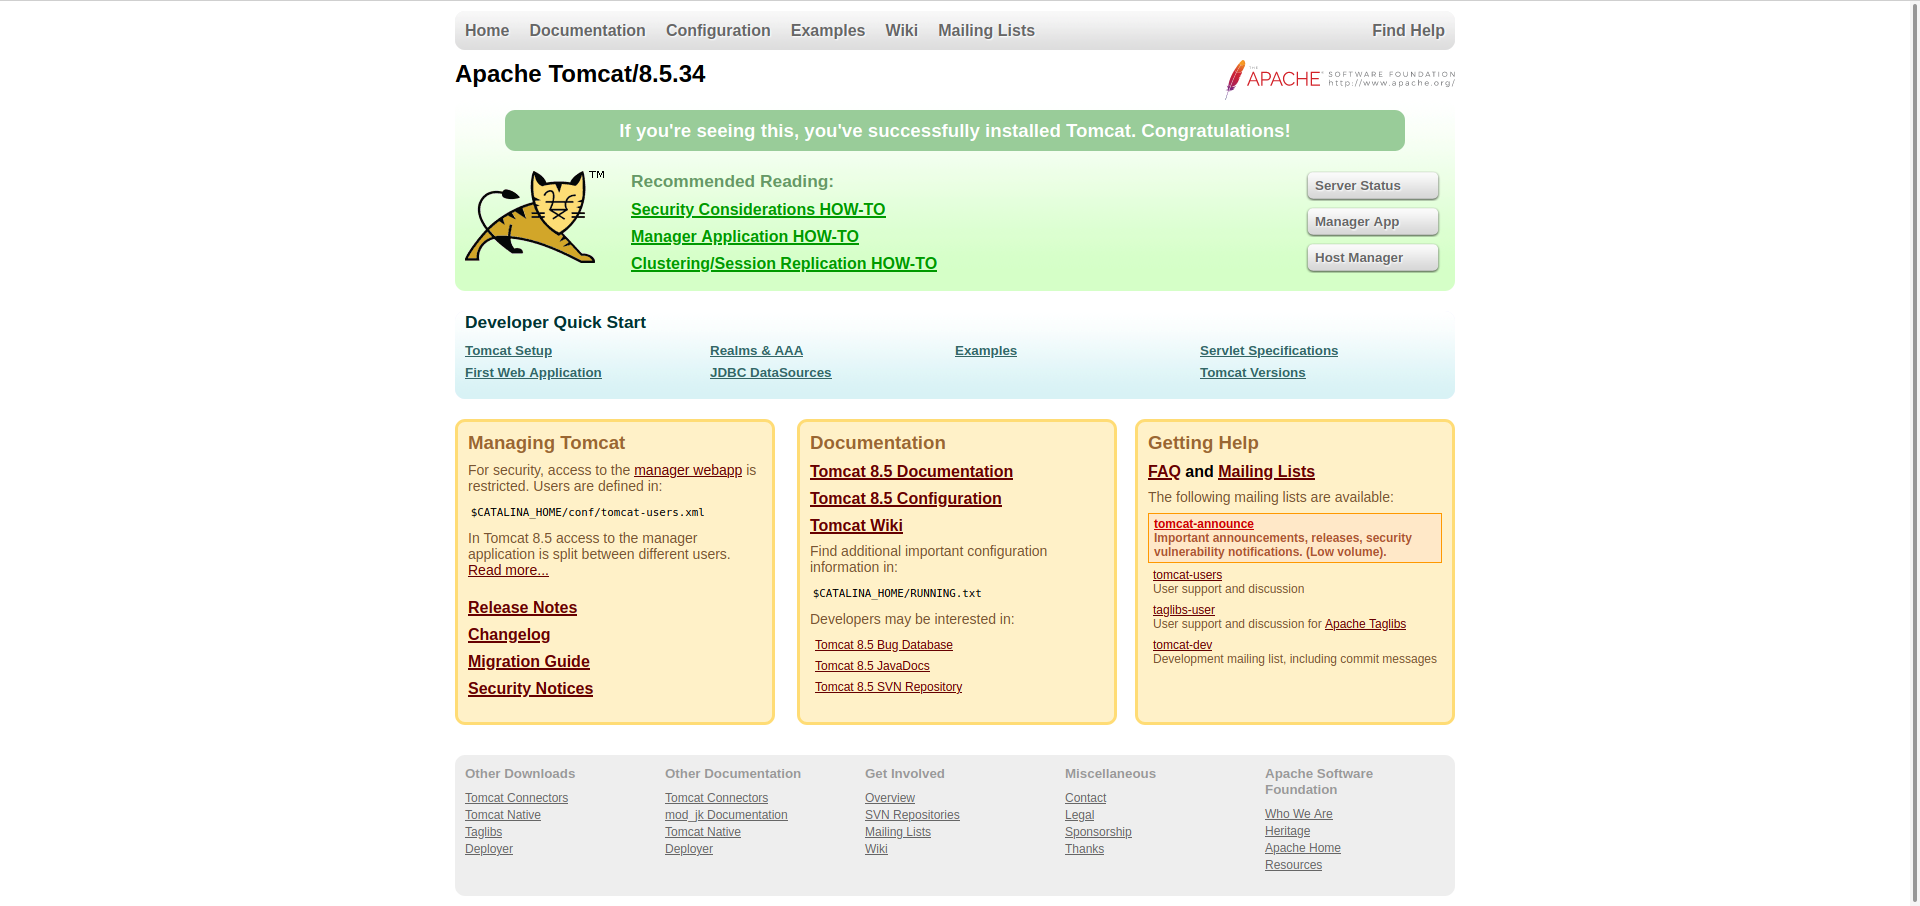 Home Documentation Configuration Examples Wiki Mailing Lists Find Help
Apache Tomcat/8.5.34
THE
APACHE SOFTWARE FOUNDATION
http://www.apache.org/
If you're seeing this, you've successfully installed Tomcat. Congratulations!
TM
Recommended Reading:
Security Considerations HOW-TO
Manager Application HOW-TO
Clustering/Session Replication HOW-TO
Server Status
Manager App
Host Manager
Developer Quick Start
Tomcat Setup
First Web Application
Realms & AAA
JDBC DataSources
Examples
Servlet Specifications
Tomcat Versions
Managing Tomcat
For security, access to the manager webapp is
restricted. Users are defined in:
$CATALINA_HOME/conf/tomcat-users.xml
In Tomcat 8.5 access to the manager
application is split between different users.
Read more...
Release Notes
Changelog
Migration Guide
Security Notices
Documentation
Tomcat 8.5 Documentation
Tomcat 8.5 Configuration
Tomcat Wiki
Find additional important configuration
information in:
$CATALINA_HOME/RUNNING.txt
Developers may be interested in:
Tomcat 8.5 Bug Database
Tomcat 8.5 JavaDocs
Tomcat 8.5 SVN Repository
Getting Help
FAQ and Mailing Lists
The following mailing lists are available:
tomcat-announce
Important announcements, releases, security
vulnerability notifications. (Low volume).
tomcat-users
User support and discussion
taglibs-user
User support and discussion for Apache Taglibs
tomcat-dev
Development mailing list, including commit messages
Other Downloads
Tomcat Connectors
Tomcat Native
Taglibs
Deployer
Other Documentation
Tomcat Connectors
mod_jk Documentation
Tomcat Native
Deployer
Get Involved
Overview
SVN Repositories
Mailing Lists
Wiki
Miscellaneous
Contact
Legal
Sponsorship
Thanks
Apache Software
Foundation
Who We Are
Heritage
Apache Home
Resources